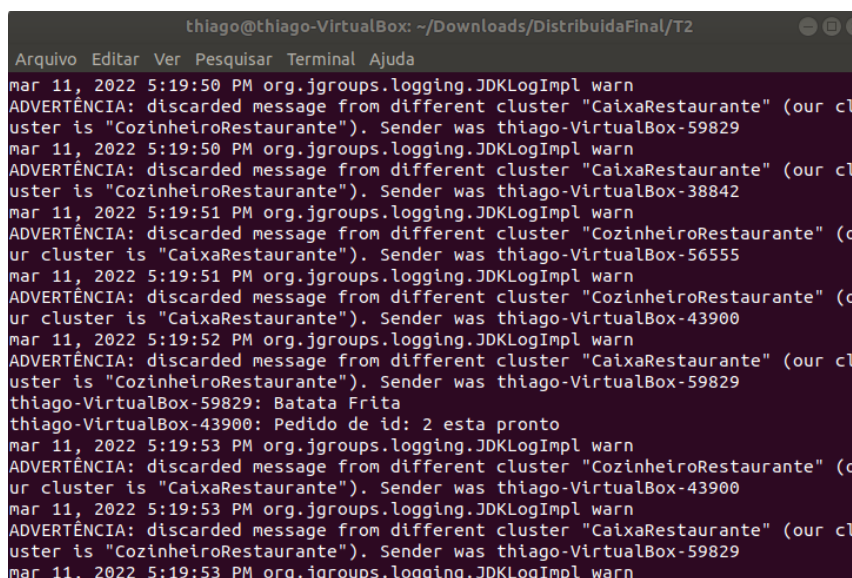 thiago@thiago-VirtualBox: ~/Downloads/DistribuidaFinal/T2
Arquivo Editar Ver Pesquisar Terminal Ajuda
mar 11, 2022 5:19:50 PM org.jgroups.logging.JDKLogImpl warn
ADVERTÊNCIA: discarded message from different cluster "CaixaRestaurante" (our cl
uster is "CozinheiroRestaurante"). Sender was thiago-VirtualBox-59829
mar 11, 2022 5:19:50 PM org.jgroups.logging.JDKLogImpl warn
ADVERTÊNCIA: discarded message from different cluster "CaixaRestaurante" (our cl
uster is "CozinheiroRestaurante"). Sender was thiago-VirtualBox-38842
mar 11, 2022 5:19:51 PM org.jgroups.logging.JDKLogImpl warn
ADVERTÊNCIA: discarded message from different cluster "CozinheiroRestaurante" (o
ur cluster is "CaixaRestaurante"). Sender was thiago-VirtualBox-56555
mar 11, 2022 5:19:51 PM org.jgroups.logging.JDKLogImpl warn
ADVERTÊNCIA: discarded message from different cluster "CozinheiroRestaurante" (o
ur cluster is "CaixaRestaurante"). Sender was thiago-VirtualBox-43900
mar 11, 2022 5:19:52 PM org.jgroups.logging.JDKLogImpl warn
ADVERTÊNCIA: discarded message from different cluster "CaixaRestaurante" (our cl
uster is "CozinheiroRestaurante"). Sender was thiago-VirtualBox-59829
thiago-VirtualBox-59829: Batata Frita
thiago-VirtualBox-43900: Pedido de id: 2 esta pronto
mar 11, 2022 5:19:53 PM org.jgroups.logging.JDKLogImpl warn
ADVERTÊNCIA: discarded message from different cluster "CozinheiroRestaurante" (o
ur cluster is "CaixaRestaurante"). Sender was thiago-VirtualBox-43900
mar 11, 2022 5:19:53 PM org.jgroups.logging.JDKLogImpl warn
ADVERTÊNCIA: discarded message from different cluster "CaixaRestaurante" (our cl
uster is "CozinheiroRestaurante"). Sender was thiago-VirtualBox-59829
mar 11, 2022 5:19:53 PM org.jgroups.logging.JDKLogImpl warn